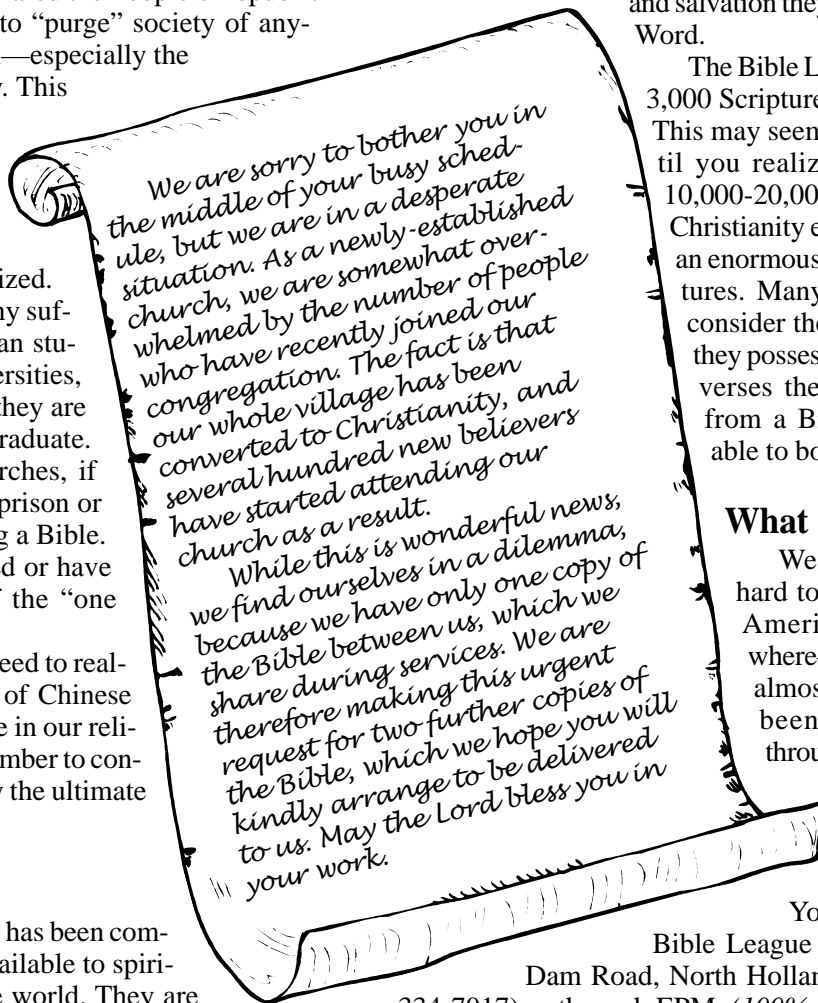 to “purge” society of any-
—especially the
. This
ized.
ny suf-
an stu-
ersities,
they are
raduate.
rches, if
prison or
g a Bible.
ed or have
f the “one
eed to real-
of Chinese
e in our reli-
mber to con-
y the ultimate
has been com-
ailable to spiri-
e world. They are
We are sorry to bother you in
the middle of your busy sched-
ule, but we are in a desperate
situation. As a newly-established
church, we are somewhat over-
whelmed by the number of people
who have recently joined our
congregation. The fact is that
our whole village has been
converted to Christianity, and
several hundred new believers
have started attending our
church as a result.
While this is wonderful news,
we find ourselves in a dilemma,
because we have only one copy of
the Bible between us, which we
share during services. We are
therefore making this urgent
request for two further copies of
the Bible, which we hope you will
kindly arrange to be delivered
to us. May the Lord bless you in
your work.
and salvation they
Word.
The Bible L
3,000 Scripture
This may seem
til you realiz
10,000-20,00
Christianity e
an enormous
tures. Many
consider the
they posses
verses the
from a B
able to bo
What
We
hard to
Ameri
where–
almos
been
throu
Yo
Bible League
Dam Road, North Hollan